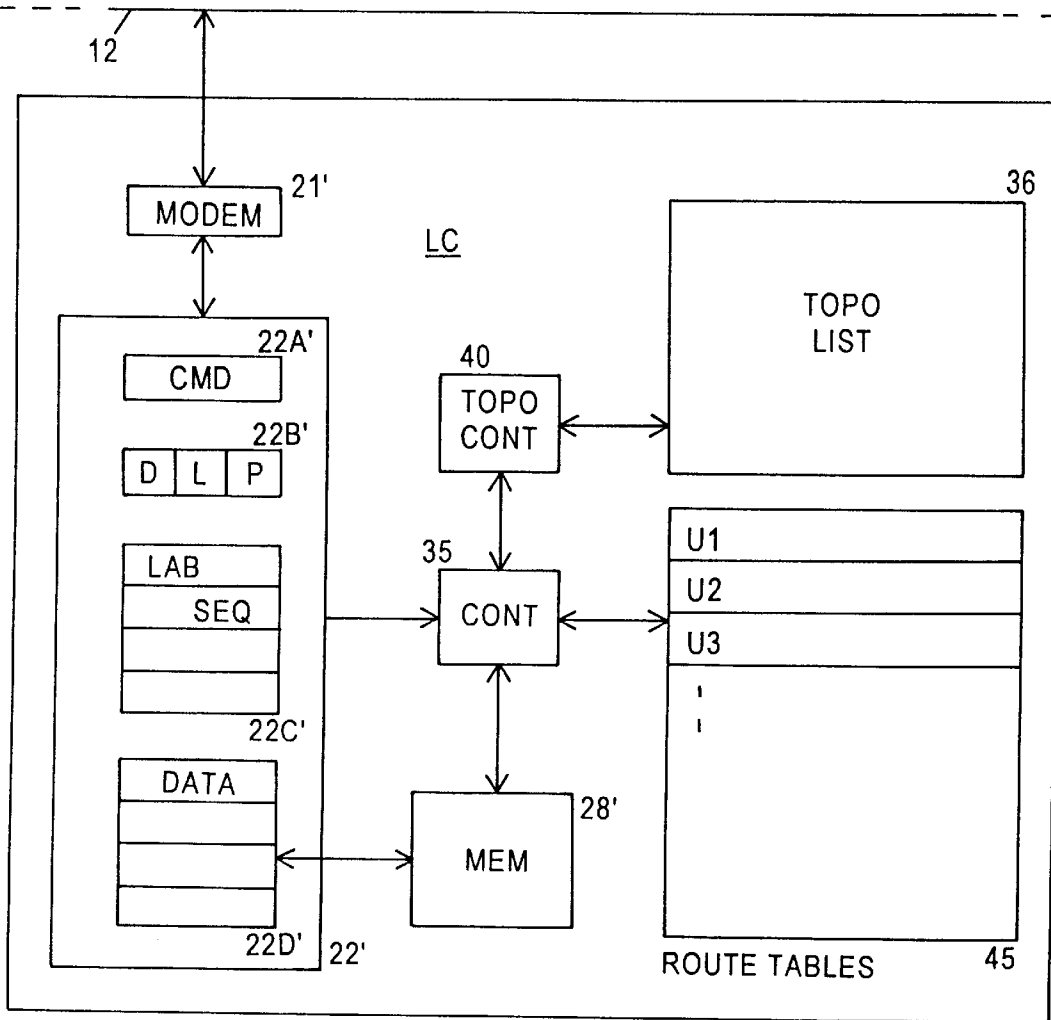 12
21'
MODEM
LC
36
TOPO
LIST
22A'
CMD
22B'
D L P
40
TOPO
CONT
LAB
SEQ
22C'
35
CONT
U1
U2
U3
DATA
22D'
22'
28'
MEM
ROUTE TABLES
45